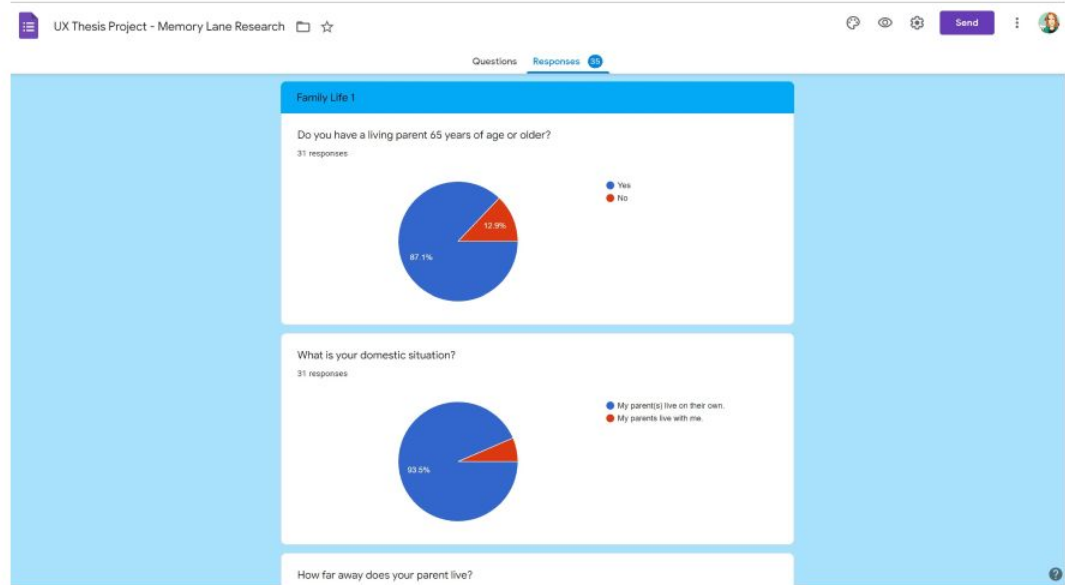 UX Thesis Project - Memory Lane Research
Send
Questions
Responses 35
Family Life 1
Do you have a living parent 65 years of age or older?
31 responses
Yes
No
12.9%
87.1%
What is your domestic situation?
31 responses
My parent(s) live on their own.
My parents live with me.
93.5%
How far away does your parent live?